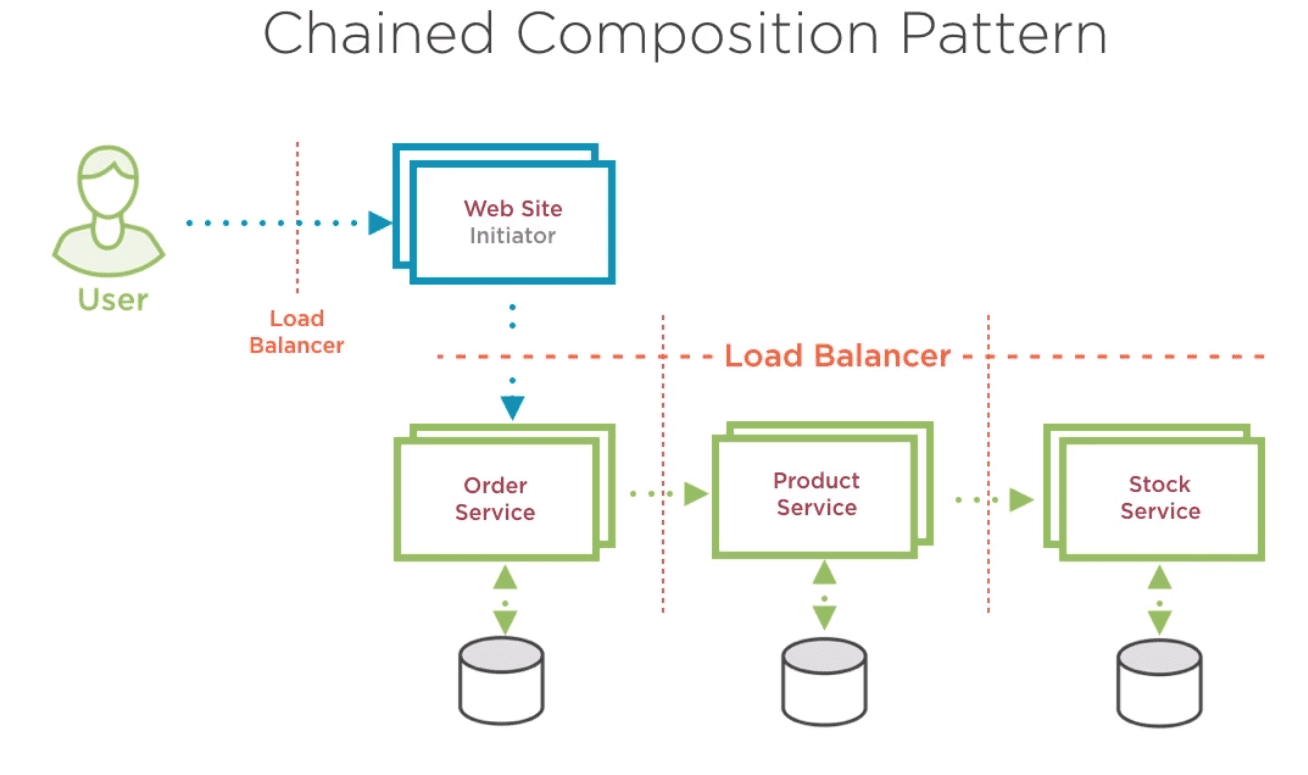 Chained Composition Pattern
Web Site
Initiator
User
Load
Balancer
Load Balancer
Order
Service
Product
Service
Stock
Service